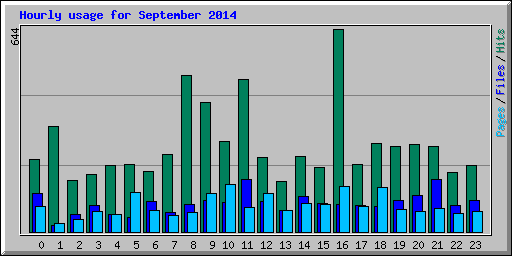 Hourly usage for September 2014
644
Pages/Files/Hits
0 1 2 3 4 5 6 7 8 9 10 11 12 13 14 15 16 17 18 19 20 21 22 23